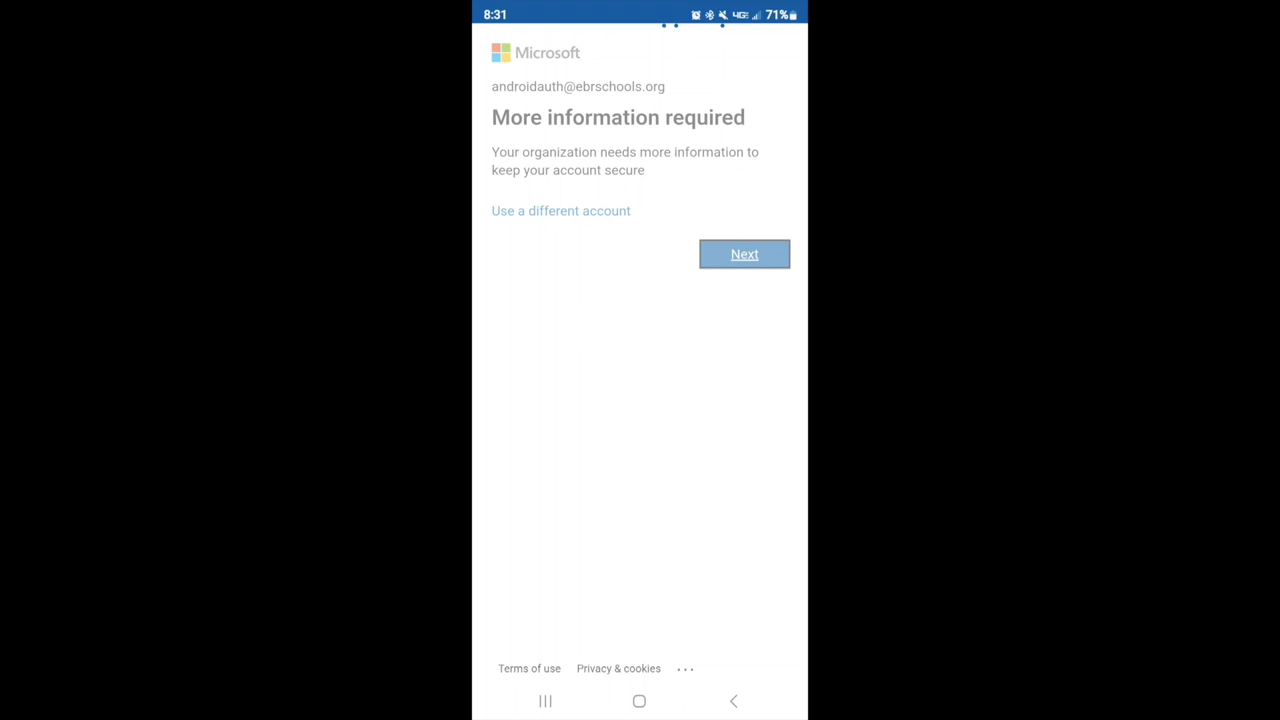 8:31
4GE 71%
Microsoft
androidauth@ebrschools.org
More information required
Your organization needs more information to
keep your account secure
Use a different account
Next
Terms of use Privacy & cookies ...